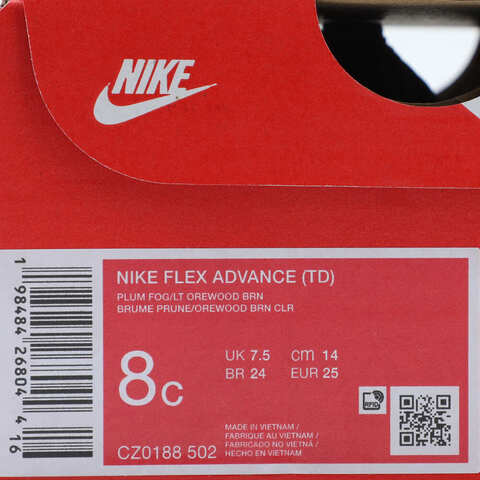 NIKE
NIKE FLEX ADVANCE (TD)
PLUM FOG/LT OREWOOD BRN
BRUME PRUNE/OREWOOD BRN CLR
8C
UK 7.5 cm 14
BR 24 EUR 25
CZ0188 502
MADE IN VIETNAM /
FABRIQUÉ AU VIETNAM /
FABRICADO NO VIETNÃ /
HECHO EN VIETNAM
1 98484 26804 4 16